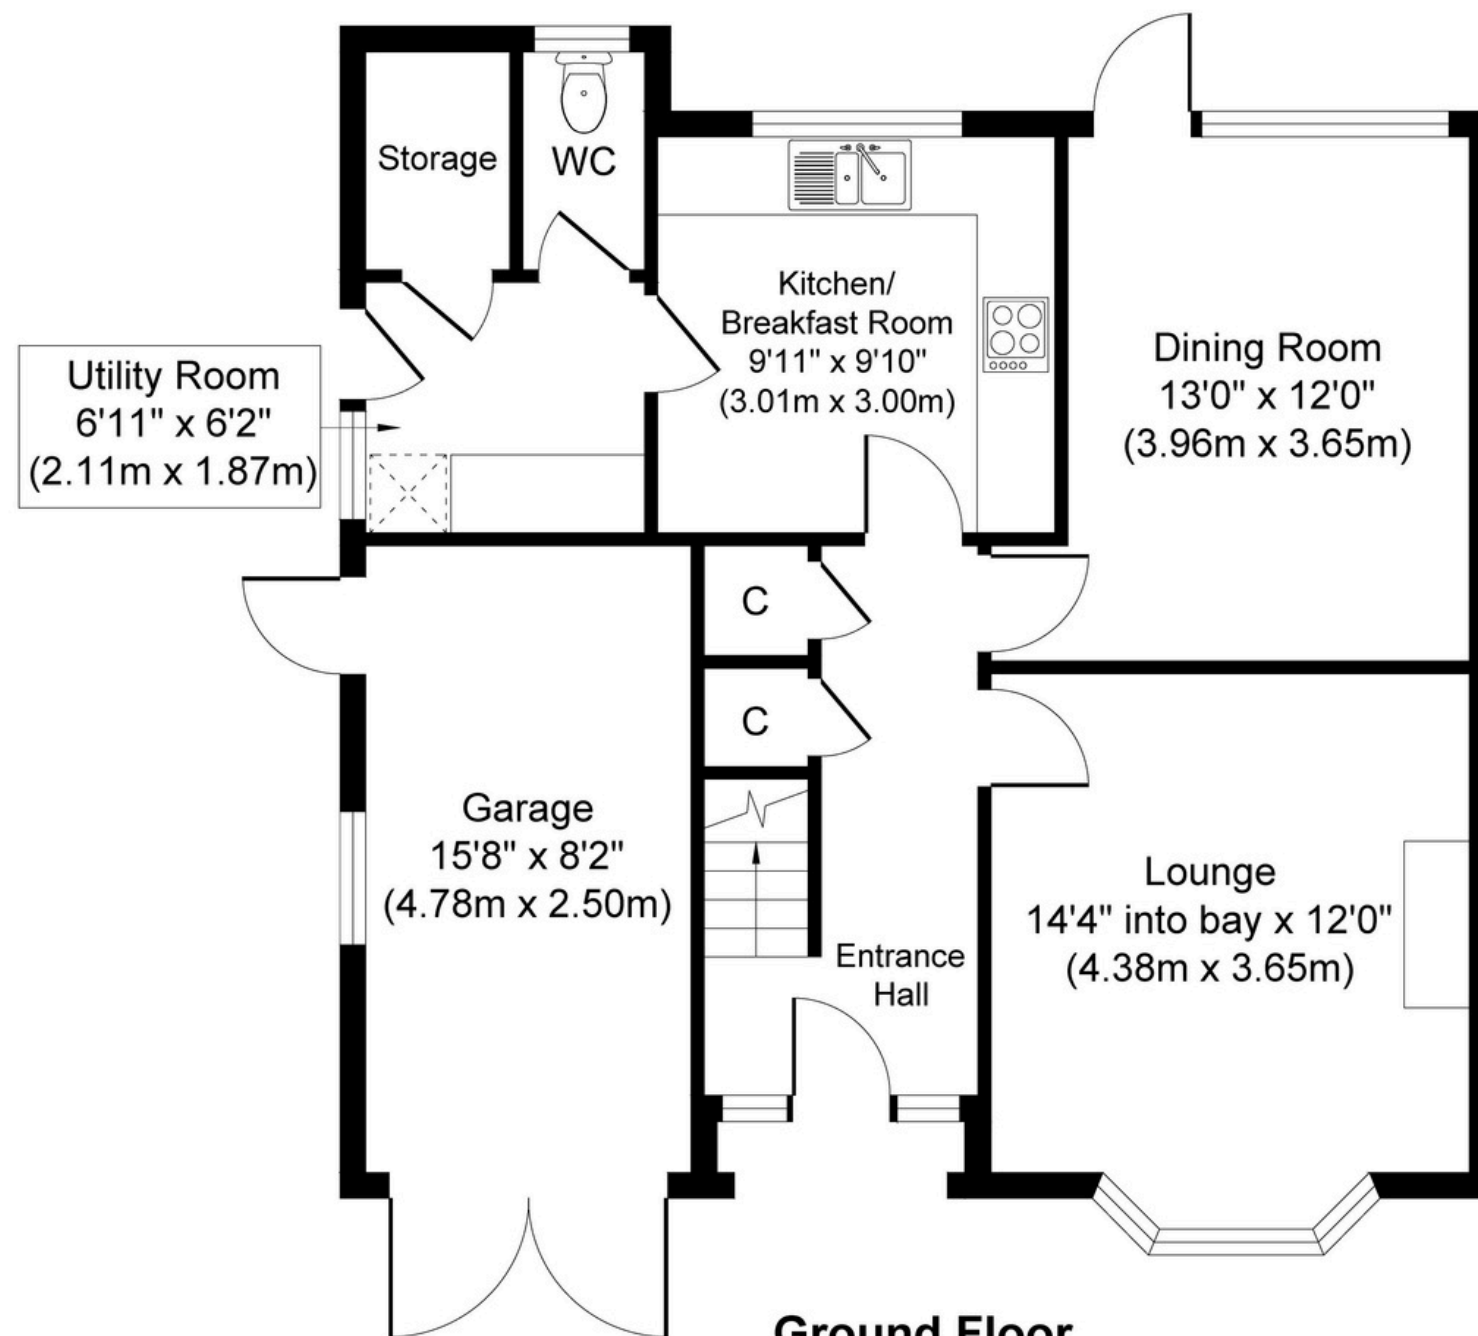 Storage
WC
Kitchen/
Breakfast Room
9'11" x 9'10"
(3.01m x 3.00m)
Dining Room
13'0" x 12'0"
(3.96m x 3.65m)
Utility Room
6'11" x 6'2"
(2.11m x 1.87m)
C
C
Garage
15'8" x 8'2"
(4.78m x 2.50m)
Lounge
14'4" into bay x 12'0"
(4.38m x 3.65m)
Entrance
Hall
Ground Floor